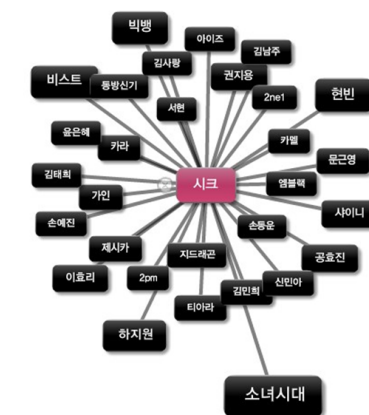 빅뱅
아이즈
김사랑
김남주
권지용
비스트
동방신기
2ne1
현빈
서현
윤은혜
카라
카멜
문근영
김태희
시크
엠블랙
가인
샤이니
손예진
손동운
제시카
지드래곤
공효진
이효리
2pm
신민아
김민희
티아라
하지원
소녀시대